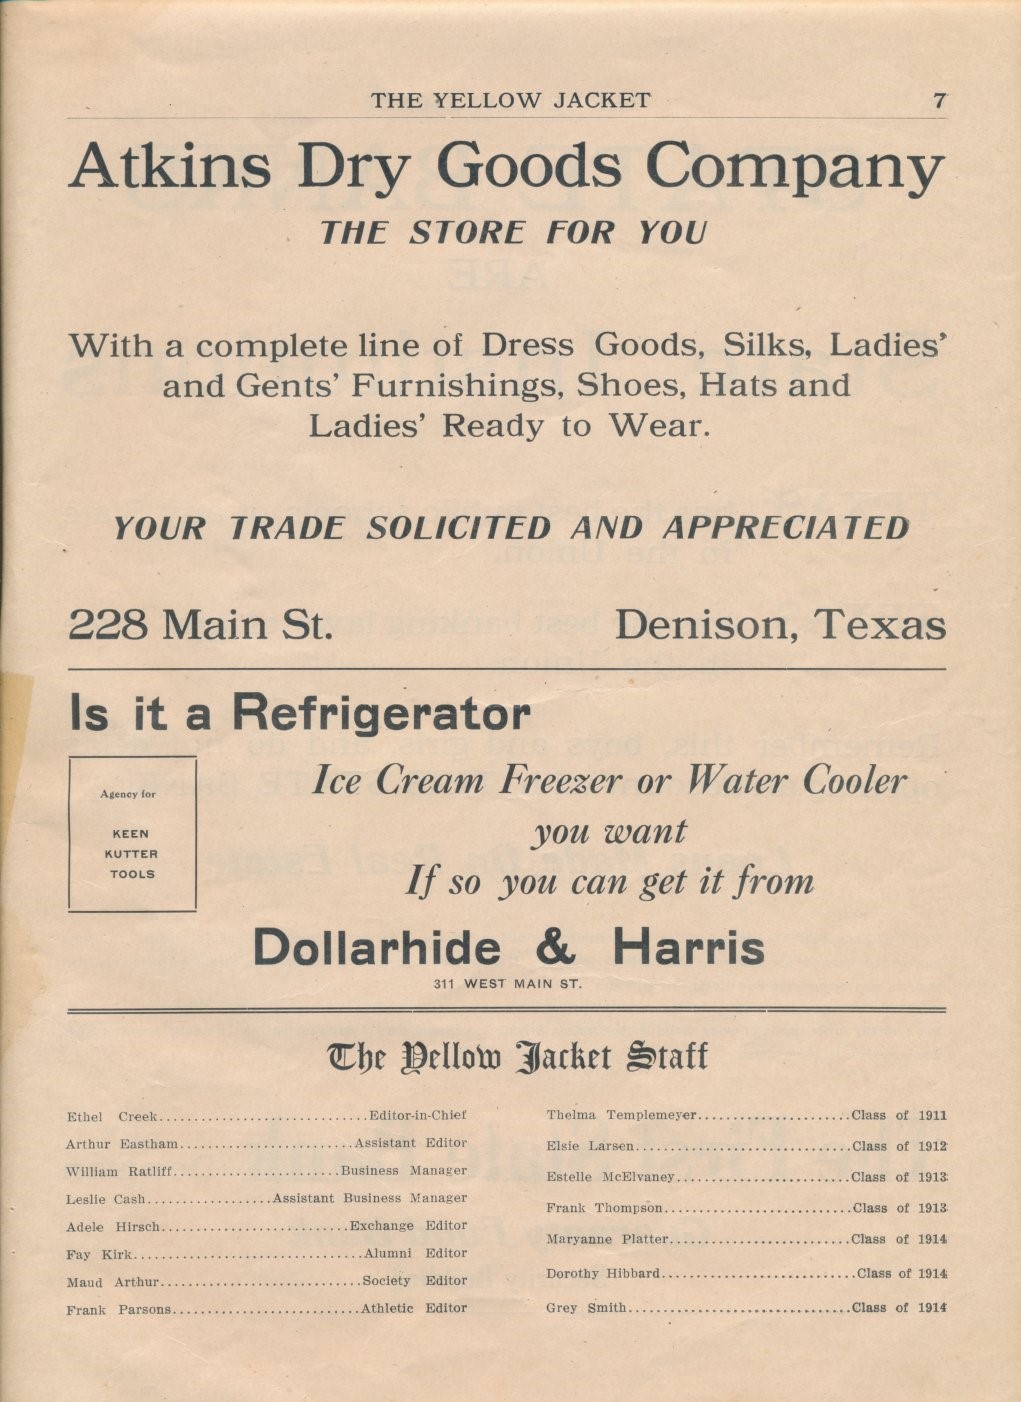 THE YELLOW JACKET 7
Atkins Dry Goods Company
THE STORE FOR YOU
With a complete line of Dress Goods, Silks, Ladies'
and Gents' Furnishings, Shoes, Hats and
Ladies' Ready to Wear.
YOUR TRADE SOLICITED AND APPRECIATED
228 Main St. Denison, Texas
Is it a Refrigerator
Agency for
KEEN
KUTTER
TOOLS
Ice Cream Freezer or Water Cooler
you want
If so you can get it from
Dollarhide & Harris
311 WEST MAIN ST.
The Yellow Jacket Staff
Ethel Creek............................Editor-in-Chief
Arthur Eastham........................Assistant Editor
William Ratliff.......................Business Manager
Leslie Cash.................Assistant Business Manager
Adele Hirsch.........................Exchange Editor
Fay Kirk...............................Alumni Editor
Maud Arthur...........................Society Editor
Frank Parsons.........................Athletic Editor
Thelma Templemeyer.....................Class of 1911
Elsie Larsen.............................Class of 1912
Estelle McElvaney.......................Class of 1913
Frank Thompson.........................Class of 1913
Maryanne Platter........................Class of 1914
Dorothy Hibbard.........................Class of 1914
Grey Smith..............................Class of 1914